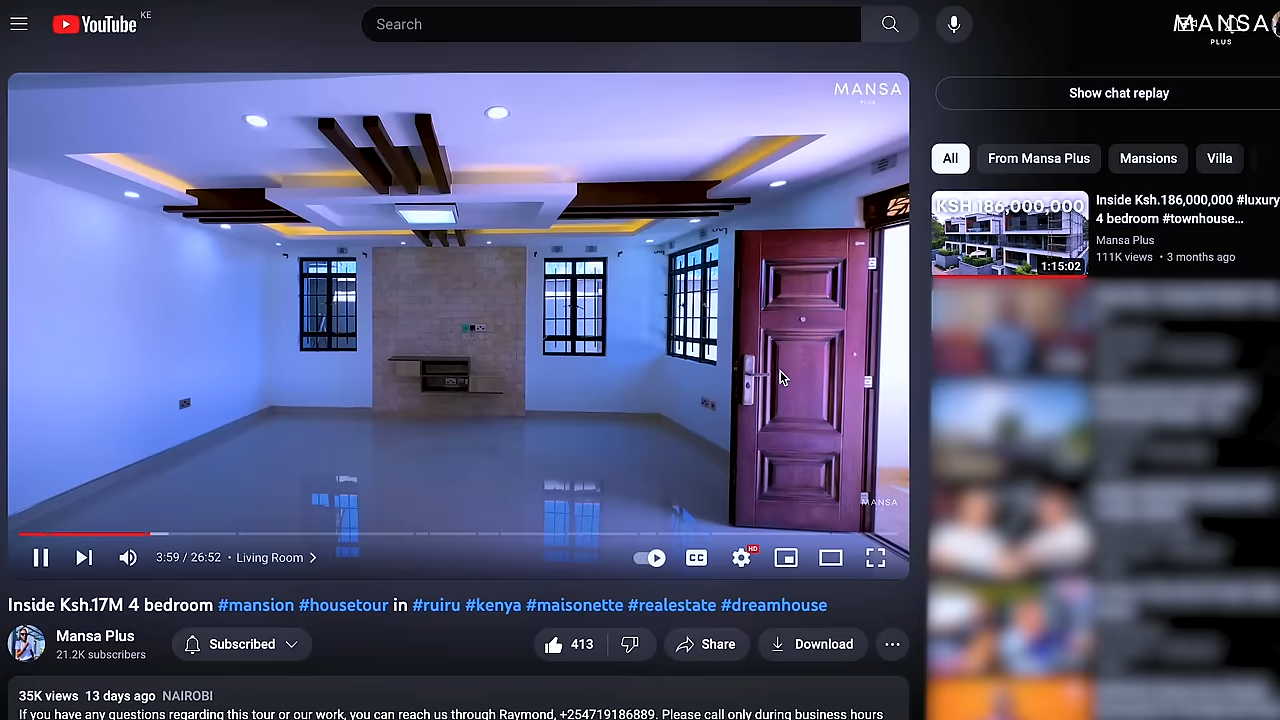 YouTube KE
Search
MANSA
PLUS
MANSA
PLUS
MANSA
3:59 / 26:52 • Living Room
CC
HD
Inside Ksh.17M 4 bedroom #mansion #housetour in #ruiru #kenya #maisonette #realestate #dreamhouse
Mansa Plus
21.2K subscribers
Subscribed
413
Share
Download
35K views 13 days ago NAIROBI
If you have any questions regarding this tour or our work, you can reach us through Raymond, +254719186889. Please call only during business hours
Show chat replay
All
From Mansa Plus
Mansions
Villa
KSH 186,000,000
1:15:02
Inside Ksh.186,000,000 #luxury
4 bedroom #townhouse…
Mansa Plus
111K views • 3 months ago